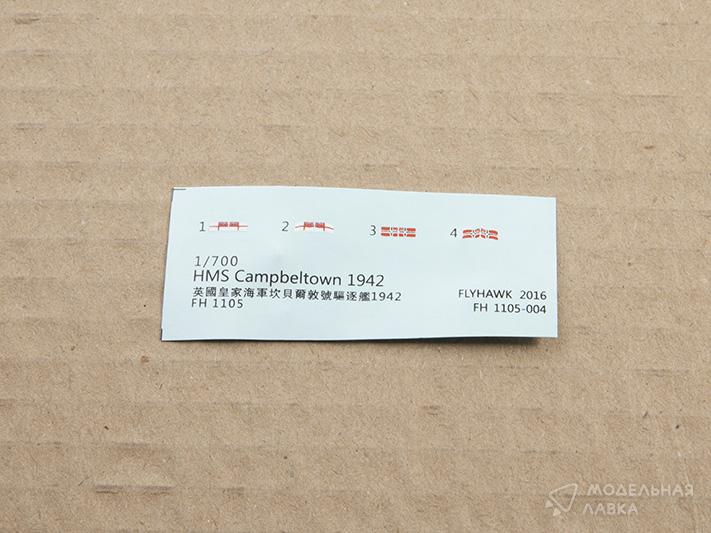 1 2 3 4
1/700
HMS Campbeltown 1942
英國皇家海軍坎貝爾敦號驅逐艦1942
FH 1105
FLYHAWK 2016
FH 1105-004
МОДЕЛЬНАЯ
ЛАВКА